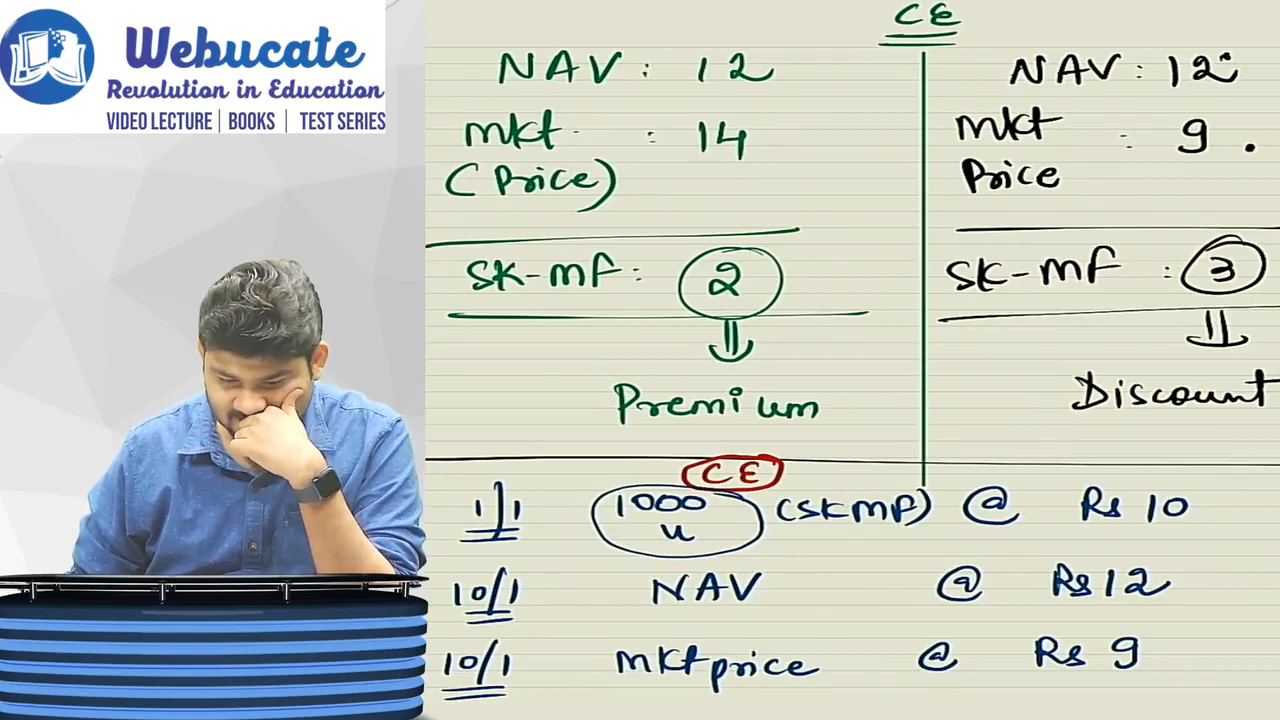 Webucate
Revolution in Education
VIDEO LECTURE | BOOKS | TEST SERIES
CE
NAV : 12
mkt : 14
(Price)
SK-MF : 2
Premium
NAV : 12
mkt : 9
Price
SK-MF : 3
Discount
CE
1/1 1000 u (SKMF) @ Rs 10
10/1 NAV @ Rs 12
10/1 mktprice @ Rs 9